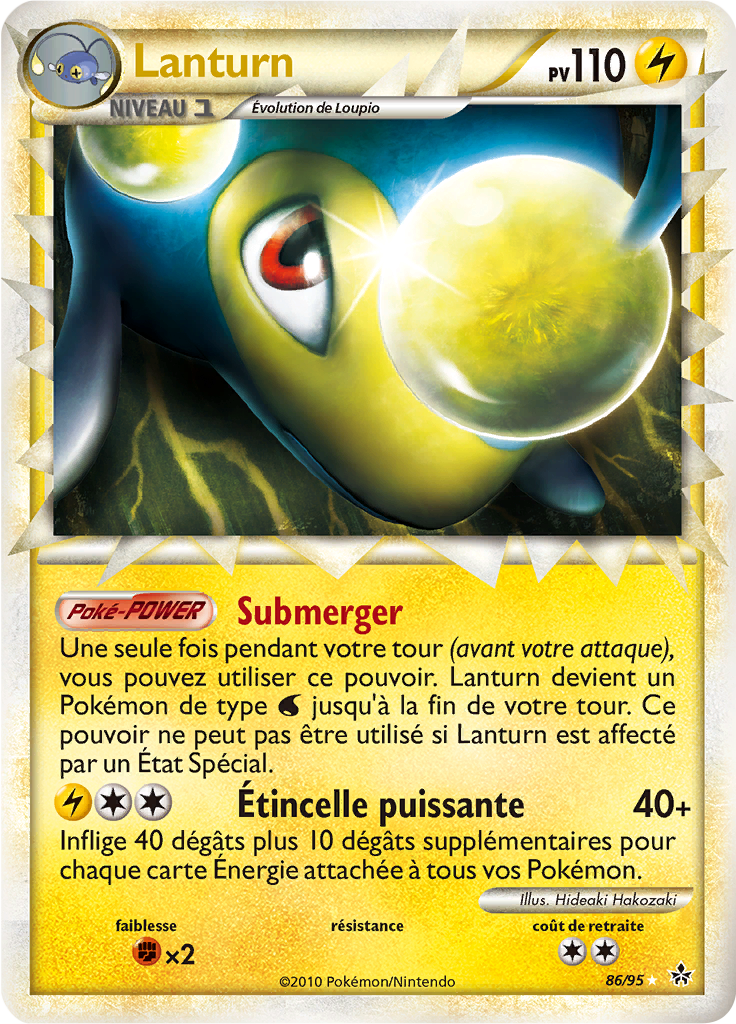 Lanturn
PV110
NIVEAU 1
Évolution de Loupio
Poké-POWER Submerger
Une seule fois pendant votre tour (avant votre attaque),
vous pouvez utiliser ce pouvoir. Lanturn devient un
Pokémon de type jusqu'à la fin de votre tour. Ce
pouvoir ne peut pas être utilisé si Lanturn est affecté
par un État Spécial.
Étincelle puissante 40+
Inflige 40 dégâts plus 10 dégâts supplémentaires pour
chaque carte Énergie attachée à tous vos Pokémon.
Illus. Hideaki Hakozaki
faiblesse résistance coût de retraite
×2
©2010 Pokémon/Nintendo
86/95